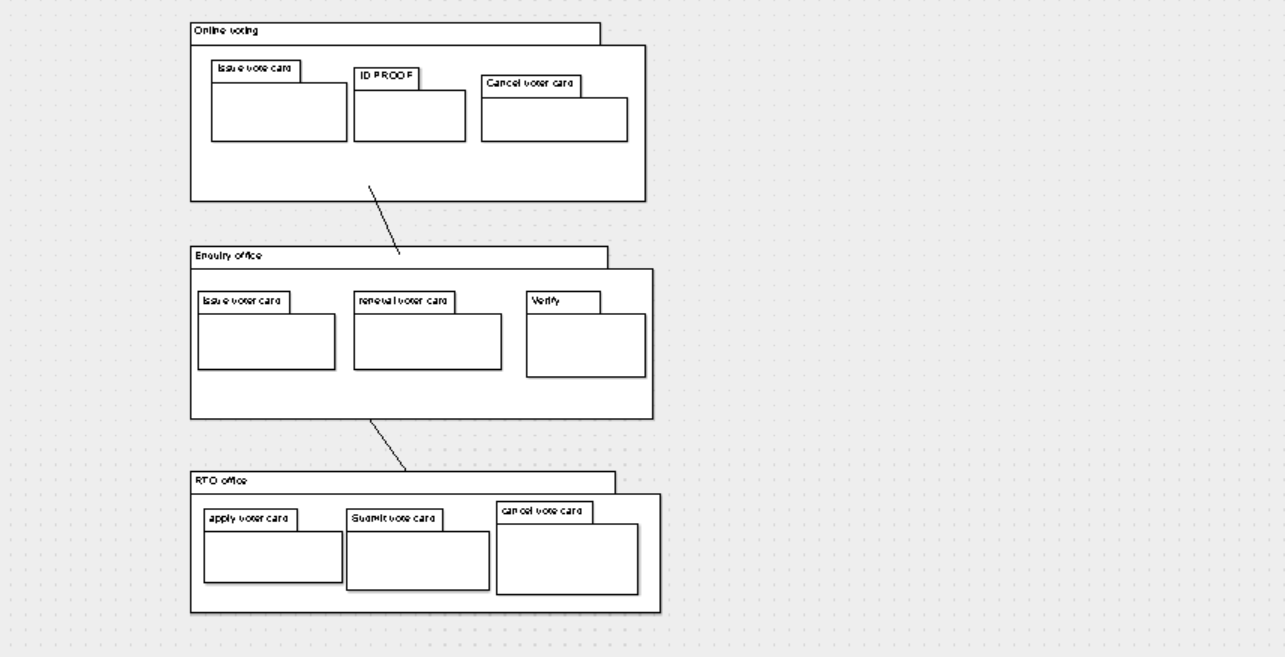 Online voting
Issue vote card
ID PROOF
Cancel voter card
Enquiry office
Issue voter card
renewal voter card
Verify
RTO office
apply voter card
Submit vote card
cancel vote card